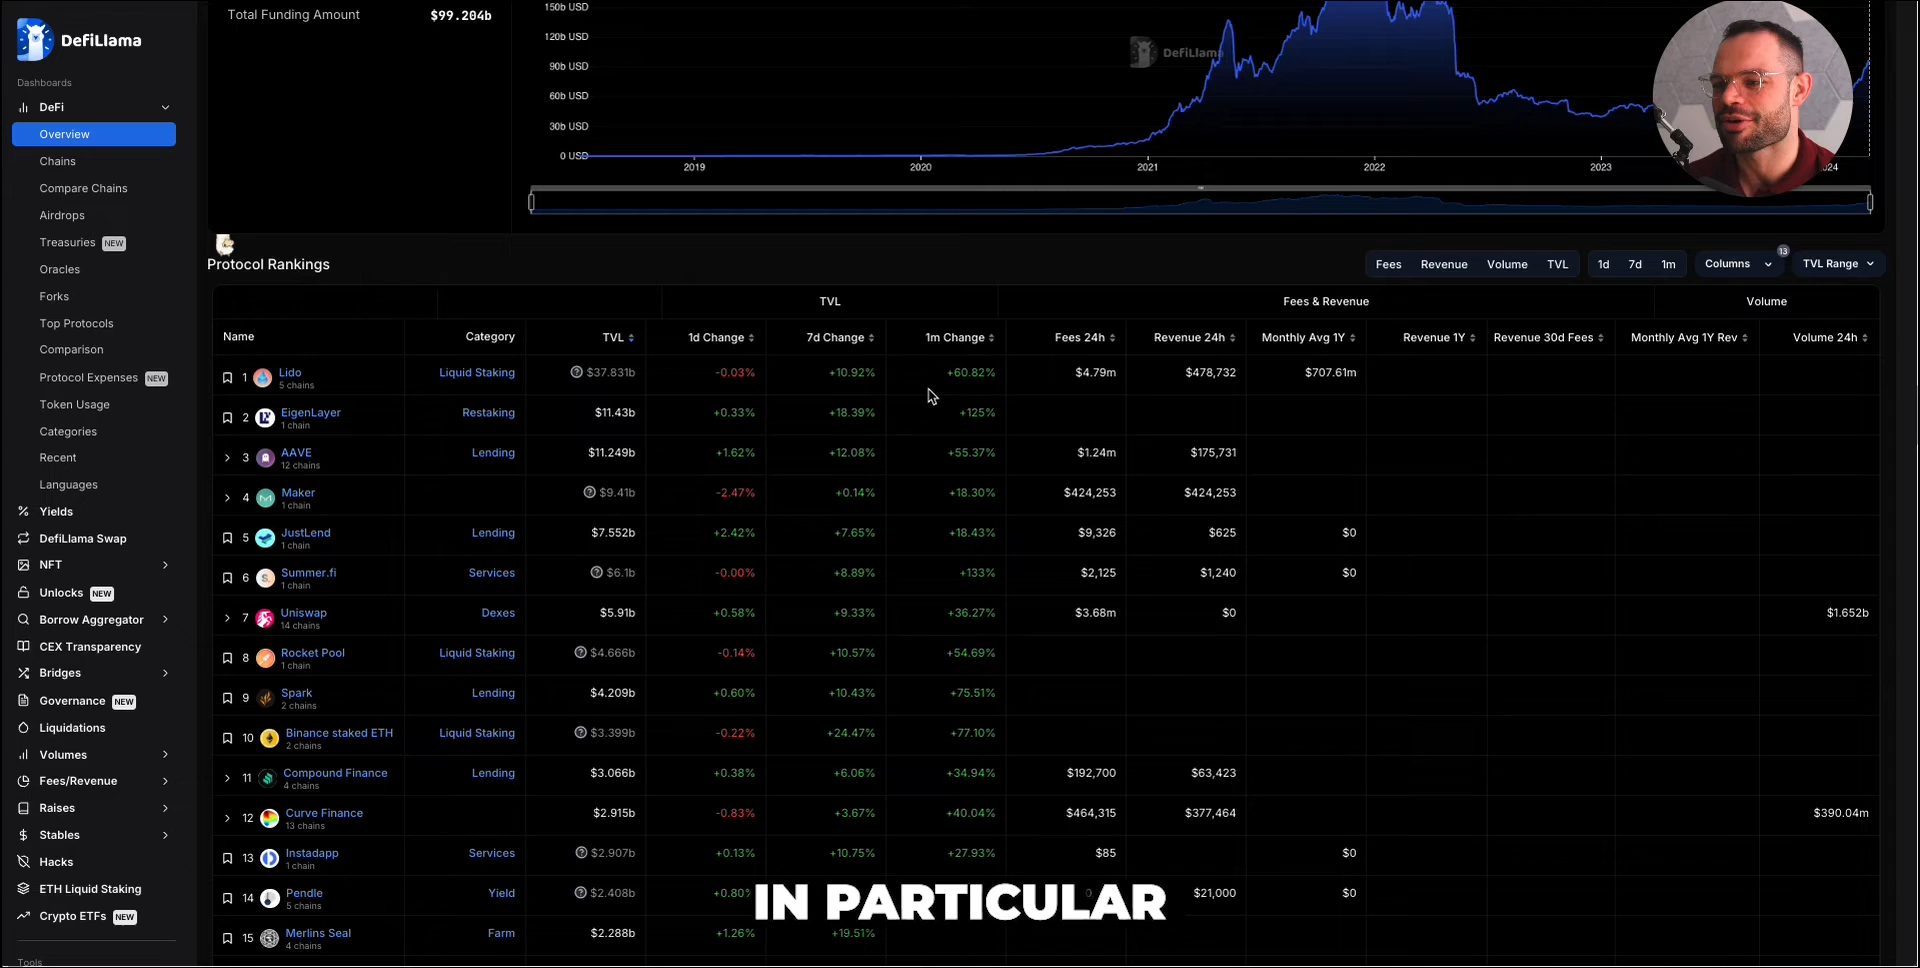 DefiLlama
Dashboards
DeFi
Overview
Chains
Compare Chains
Airdrops
Treasuries NEW
Oracles
Forks
Top Protocols
Comparison
Protocol Expenses NEW
Token Usage
Categories
Recent
Languages
Yields
DefiLlama Swap
NFT
Unlocks NEW
Borrow Aggregator
CEX Transparency
Bridges
Governance NEW
Liquidations
Volumes
Fees/Revenue
Raises
Stables
Hacks
ETH Liquid Staking
Crypto ETFs NEW
Tools
Total Funding Amount $99.204b
150b USD
120b USD
90b USD
60b USD
30b USD
0 USD
DefiLlama
2019 2020 2021 2022 2023 2024
Protocol Rankings
Fees Revenue Volume TVL 1d 7d 1m Columns 13 TVL Range
TVL Fees & Revenue Volume
Name Category TVL 1d Change 7d Change 1m Change Fees 24h Revenue 24h Monthly Avg 1Y Revenue 1Y Revenue 30d Fees Monthly Avg 1Y Rev Volume 24h
1 Lido Liquid Staking $37.831b -0.03% +10.92% +60.82% $4.79m $478,732 $707.61m
5 chains
2 EigenLayer Restaking $11.43b +0.33% +18.39% +125%
1 chain
3 AAVE Lending $11.249b +1.62% +12.08% +55.37% $1.24m $175,731
12 chains
4 Maker $9.41b -2.47% +0.14% +18.30% $424,253 $424,253
1 chain
5 JustLend Lending $7.552b +2.42% +7.65% +18.43% $9,326 $625 $0
1 chain
6 Summer.fi Services $6.1b -0.00% +8.89% +133% $2,125 $1,240 $0
1 chain
7 Uniswap Dexes $5.91b +0.58% +9.33% +36.27% $3.68m $0 $1.652b
14 chains
8 Rocket Pool Liquid Staking $4.666b -0.14% +10.57% +54.69%
1 chain
9 Spark Lending $4.209b +0.60% +10.43% +75.51%
2 chains
10 Binance staked ETH Liquid Staking $3.399b -0.22% +24.47% +77.10%
2 chains
11 Compound Finance Lending $3.066b +0.38% +6.06% +34.94% $192,700 $63,423
4 chains
12 Curve Finance $2.915b -0.83% +3.67% +40.04% $464,315 $377,464 $390.04m
13 chains
13 Instadapp Services $2.907b +0.13% +10.75% +27.93% $85 $0
1 chain
14 Pendle Yield $2.408b +0.80% $21,000 $0
5 chains
IN PARTICULAR
15 Merlins Seal Farm $2.288b +1.26% +19.51%
4 chains